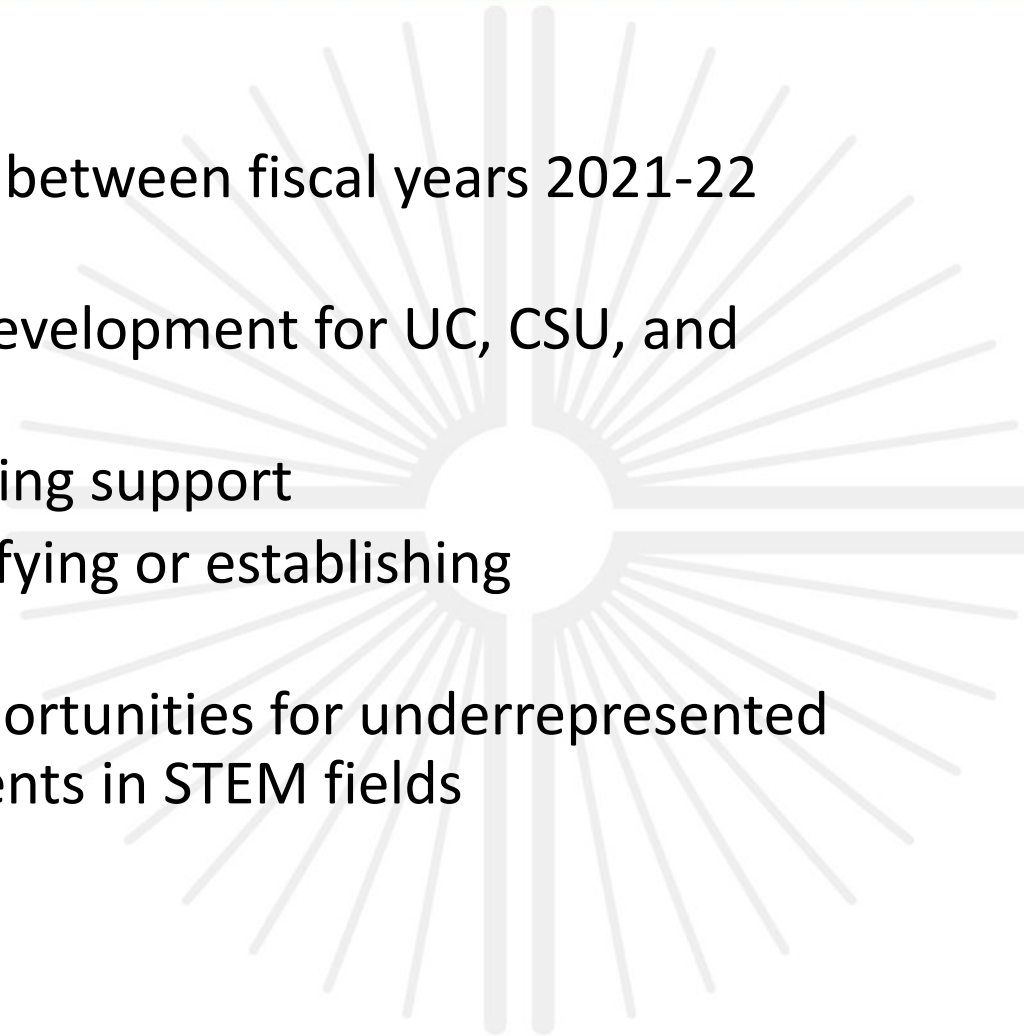 between fiscal years 2021-22
evelopment for UC, CSU, and
ing support
fying or establishing
ortunities for underrepresented
ents in STEM fields